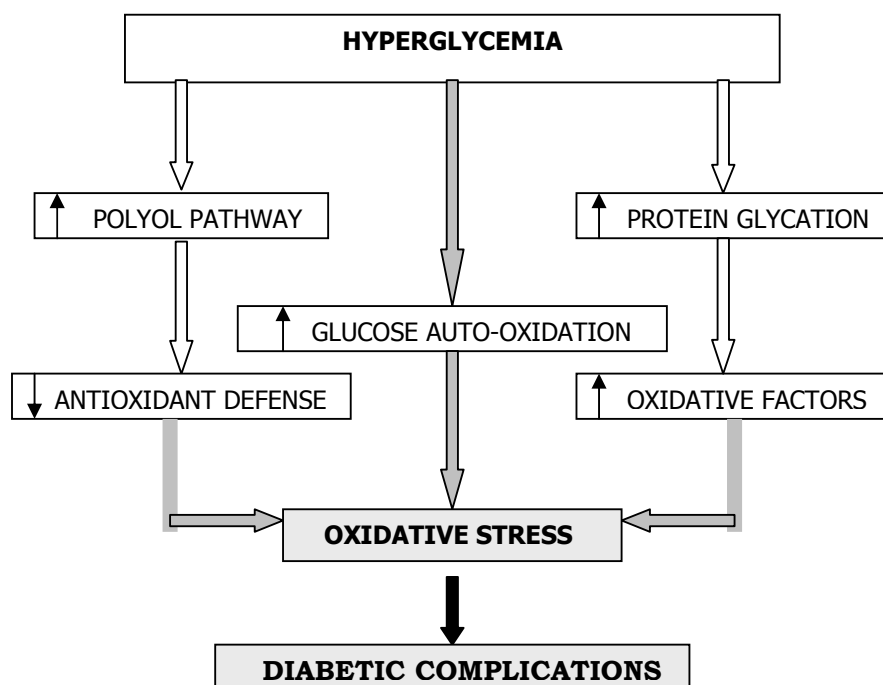 HYPERGLYCEMIA
POLYOL PATHWAY
PROTEIN GLYCATION
GLUCOSE AUTO-OXIDATION
ANTIOXIDANT DEFENSE
OXIDATIVE FACTORS
OXIDATIVE STRESS
DIABETIC COMPLICATIONS